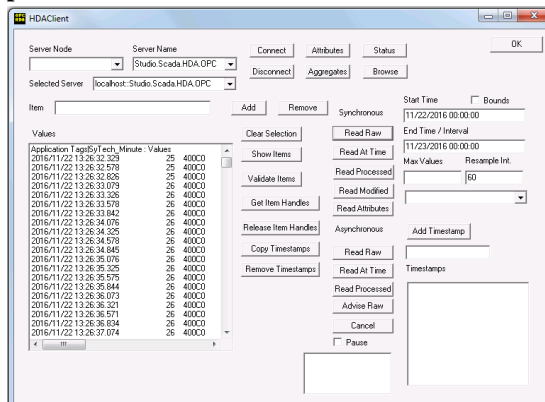 HDAClient
Server Node
Server Name
Studio.Scada.HDA.OPC
Connect
Attributes
Status
OK
Selected Server
localhost::Studio.Scada.HDA.OPC
Disconnect
Aggregates
Browse
Item
Add
Remove
Synchronous
Start Time
Bounds
11/22/2016 00:00:00
Values
Clear Selection
Read Raw
End Time / Interval
11/23/2016 00:00:00
Application Tags|SyTech_Minute : Values
2016/11/22 13:26:32.329 25 400C0
2016/11/22 13:26:32.578 25 400C0
2016/11/22 13:26:32.826 25 400C0
2016/11/22 13:26:33.079 26 400C0
2016/11/22 13:26:33.326 26 400C0
2016/11/22 13:26:33.578 26 400C0
2016/11/22 13:26:33.842 26 400C0
2016/11/22 13:26:34.076 26 400C0
2016/11/22 13:26:34.325 26 400C0
2016/11/22 13:26:34.578 26 400C0
2016/11/22 13:26:34.845 26 400C0
2016/11/22 13:26:35.076 26 400C0
2016/11/22 13:26:35.325 26 400C0
2016/11/22 13:26:35.575 26 400C0
2016/11/22 13:26:35.844 26 400C0
2016/11/22 13:26:36.073 26 400C0
2016/11/22 13:26:36.321 26 400C0
2016/11/22 13:26:36.571 26 400C0
2016/11/22 13:26:36.834 26 400C0
2016/11/22 13:26:37.074 26 400C0
Show Items
Validate Items
Get Item Handles
Release Item Handles
Copy Timestamps
Remove Timestamps
Read At Time
Read Processed
Read Modified
Read Attributes
Asynchronous
Read Raw
Read At Time
Read Processed
Advise Raw
Cancel
Pause
Max Values
Resample Int.
60
Add Timestamp
Timestamps